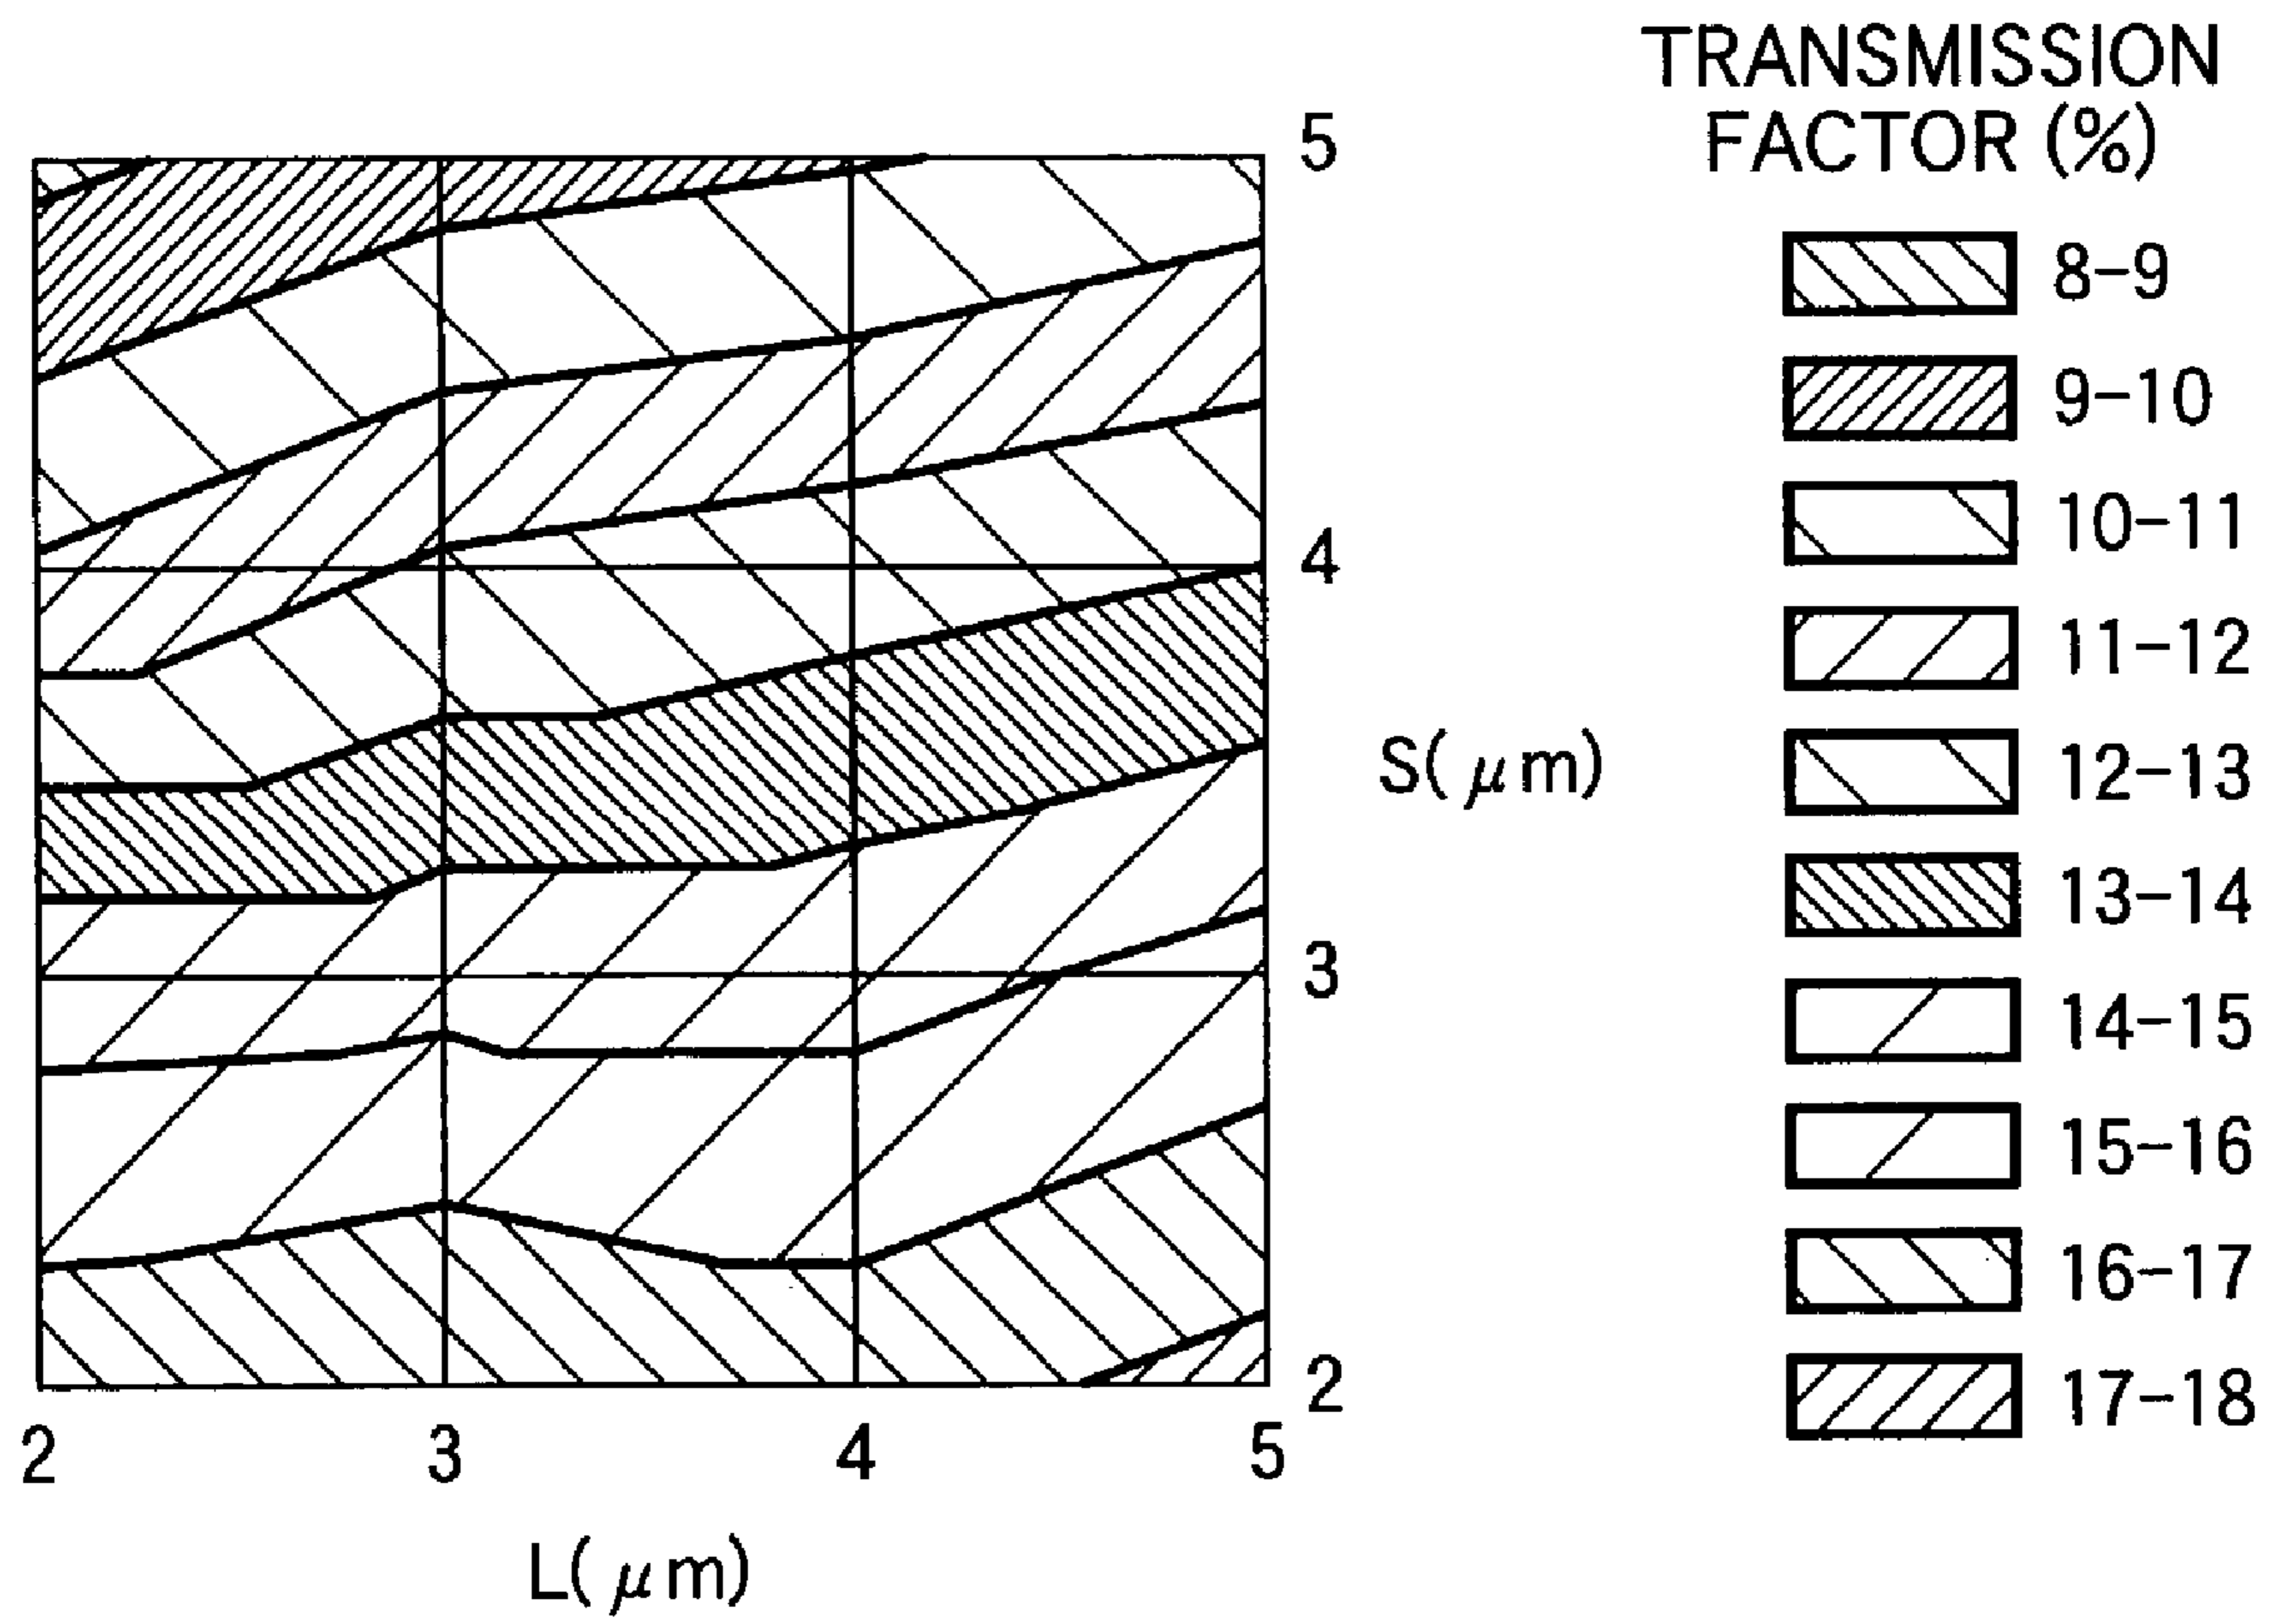 TRANSMISSION
FACTOR (%)
5
8-9
9-10
10-11
4
11-12
S(μm)
12-13
13-14
3
14-15
15-16
16-17
2
17-18
2 3 4 5
L(μm)